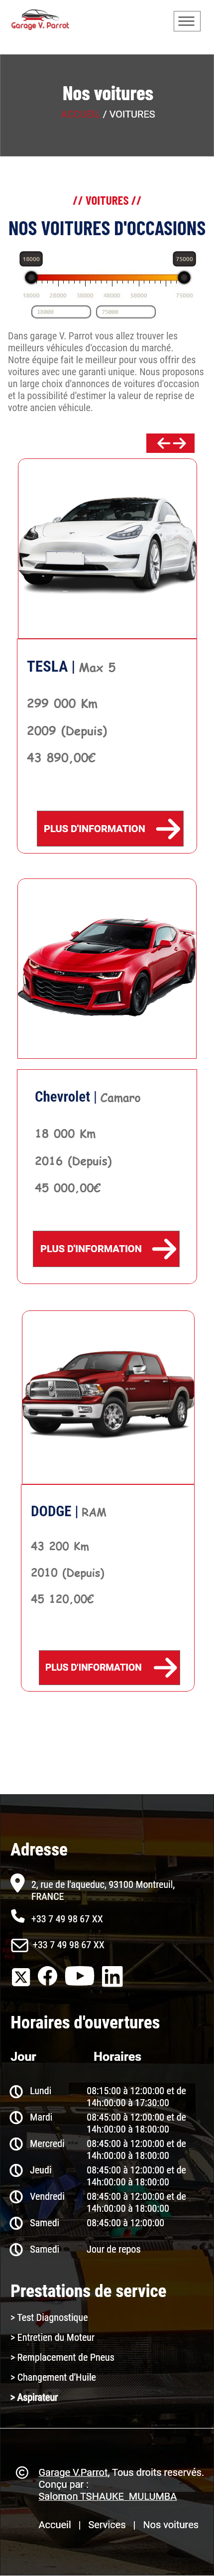 Garage V. Parrot
Nos voitures
/ VOITURES
// VOITURES //
NOS VOITURES D'OCCASIONS
18000 75000
18000 28000 38000 48000 58000 75000
18000 75000
Dans garage V. Parrot vous allez trouver les
meilleurs véhicules d'occasion du marché.
Notre équipe fait le meilleur pour vous offrir des
voitures avec une garanti unique. Nous proposons
un large choix d'annonces de voitures d'occasion
et la possibilité d'estimer la valeur de reprise de
votre véhicule.
TESLA | Max 5
299 000 Km
2009 (Depuis)
43 890,00€
PLUS D'INFORMATION
Chevrolet | Camaro
18 000 Km
2016 (Depuis)
45 000,00€
PLUS D'INFORMATION
DODGE | RAM
43 200 Km
2010 (Depuis)
45 120,00€
PLUS D'INFORMATION
Adresse
2, rue de l'aqueduc, 93100 Montreuil,
FRANCE
+33 7 49 98 67 XX
+33 7 49 98 67 XX
Horaires d'ouvertures
Jour Horaires
Lundi 08:15:00 à 12:00:00 et de
14h:00:00 à 17:30:00
Mardi 08:45:00 à 12:00:00 et de
14h:00:00 à 18:00:00
Mercredi 08:45:00 à 12:00:00 et de
14h:00:00 à 18:00:00
Jeudi 08:45:00 à 12:00:00 et de
14h:00:00 à 18:00:00
Vendredi 08:45:00 à 12:00:00 et de
14h:00:00 à 18:00:00
Samedi 08:45:00 à 12:00:00
Samedi Jour de repos
Prestations de service
> Test Diagnostique
> Entretien du Moteur
> Remplacement de Pneus
> Changement d'Huile
> Aspirateur
© Garage V.Parrot, Tous droits reservés.
Conçu par :
Salomon TSHAUKE MULUMBA
Accueil | Services | Nos voitures